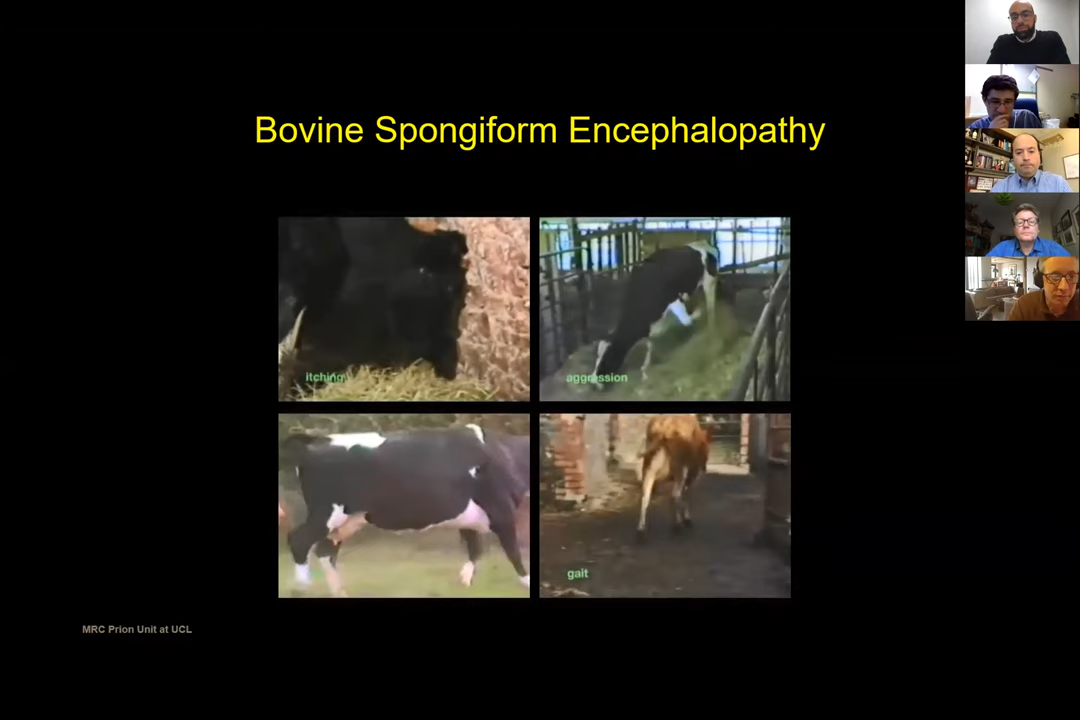 Bovine Spongiform Encephalopathy
itching
aggression
gait
MRC Prion Unit at UCL